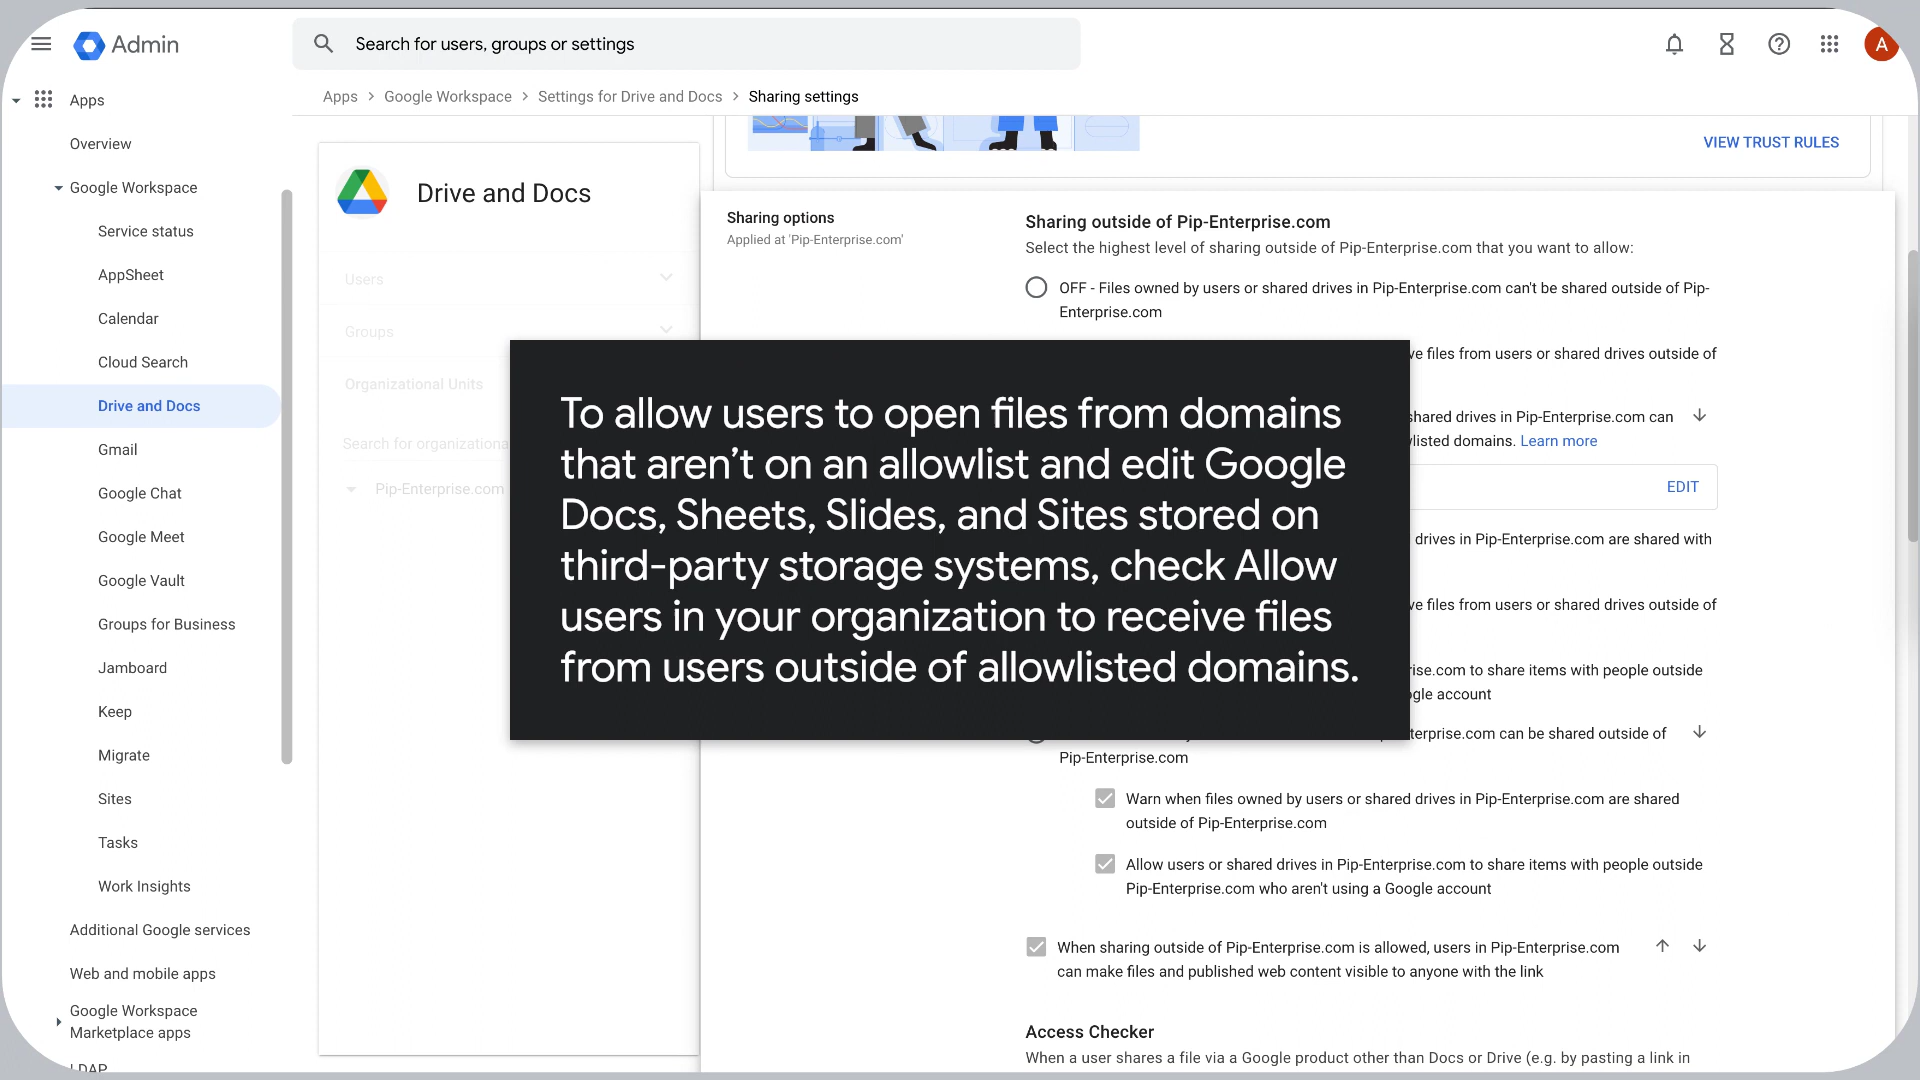 Admin
Search for users, groups or settings
A
Apps
Overview
Google Workspace
Service status
AppSheet
Calendar
Cloud Search
Drive and Docs
Gmail
Google Chat
Google Meet
Google Vault
Groups for Business
Jamboard
Keep
Migrate
Sites
Tasks
Work Insights
Additional Google services
Web and mobile apps
Google Workspace
Marketplace apps
LDAP
Apps > Google Workspace > Settings for Drive and Docs > Sharing settings
VIEW TRUST RULES
Drive and Docs
Users
Groups
Organizational Units
Search for organizationa
Pip-Enterprise.com
Sharing options
Applied at 'Pip-Enterprise.com'
Sharing outside of Pip-Enterprise.com
Select the highest level of sharing outside of Pip-Enterprise.com that you want to allow:
OFF - Files owned by users or shared drives in Pip-Enterprise.com can't be shared outside of Pip-
Enterprise.com
files from users or shared drives outside of
shared drives in Pip-Enterprise.com can
domains. Learn more
EDIT
drives in Pip-Enterprise.com are shared with
files from users or shared drives outside of
to share items with people outside
account
can be shared outside of
Pip-Enterprise.com
To allow users to open files from domains
that aren't on an allowlist and edit Google
Docs, Sheets, Slides, and Sites stored on
third-party storage systems, check Allow
users in your organization to receive files
from users outside of allowlisted domains.
Warn when files owned by users or shared drives in Pip-Enterprise.com are shared
outside of Pip-Enterprise.com
Allow users or shared drives in Pip-Enterprise.com to share items with people outside
Pip-Enterprise.com who aren't using a Google account
When sharing outside of Pip-Enterprise.com is allowed, users in Pip-Enterprise.com
can make files and published web content visible to anyone with the link
Access Checker
When a user shares a file via a Google product other than Docs or Drive (e.g. by pasting a link in